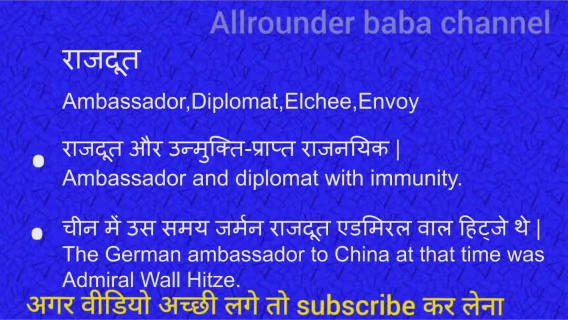 Allrounder baba channel
राजदूत
Ambassador,Diplomat,Elchee,Envoy
राजदूत और उन्मुक्ति-प्राप्त राजनयिक |
Ambassador and diplomat with immunity.
चीन में उस समय जर्मन राजदूत एडमिरल वाल हिट्जे थे |
The German ambassador to China at that time was
Admiral Wall Hitze.
अगर वीडियो अच्छी लगे तो subscribe कर लेना